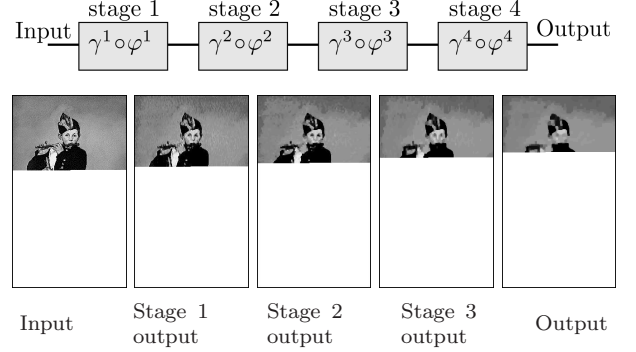 stage 1 stage 2 stage 3 stage 4
Input γ¹∘φ¹ γ²∘φ² γ³∘φ³ γ⁴∘φ⁴ Output
Input Stage 1 output Stage 2 output Stage 3 output Output